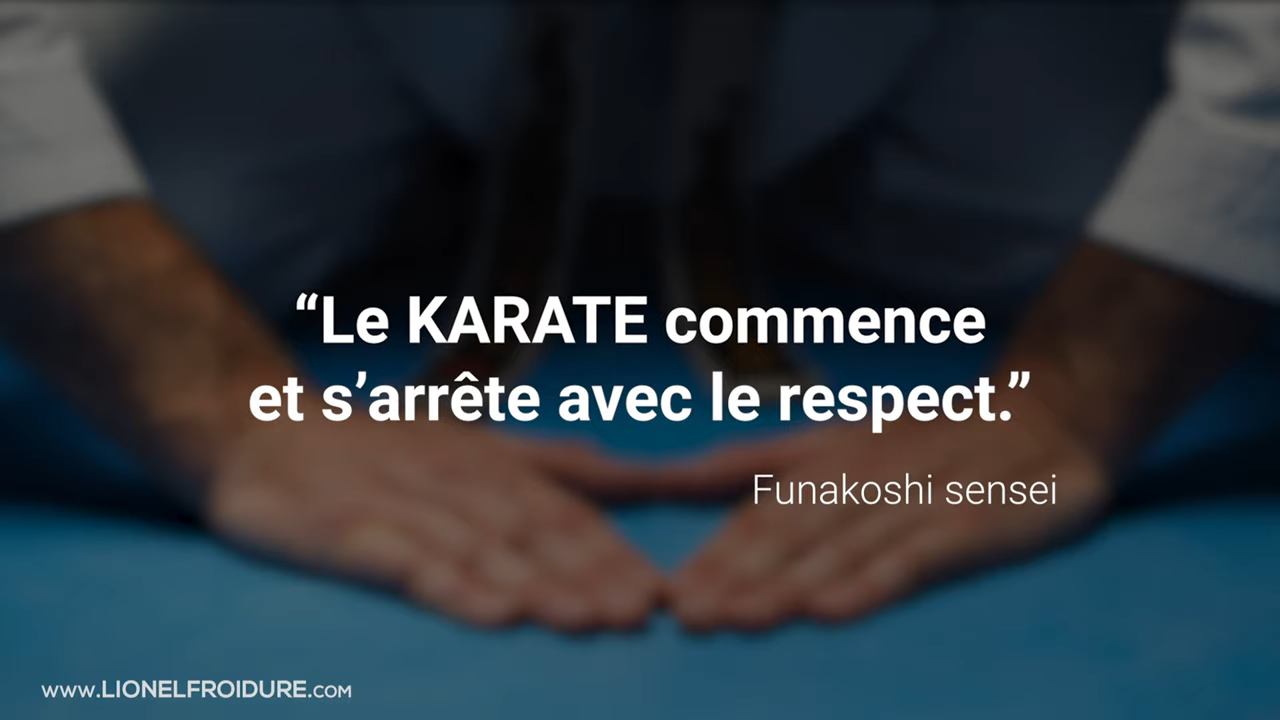 “Le KARATE commence
et s’arrête avec le respect.”
Funakoshi sensei
www.LIONELFROIDURE.com